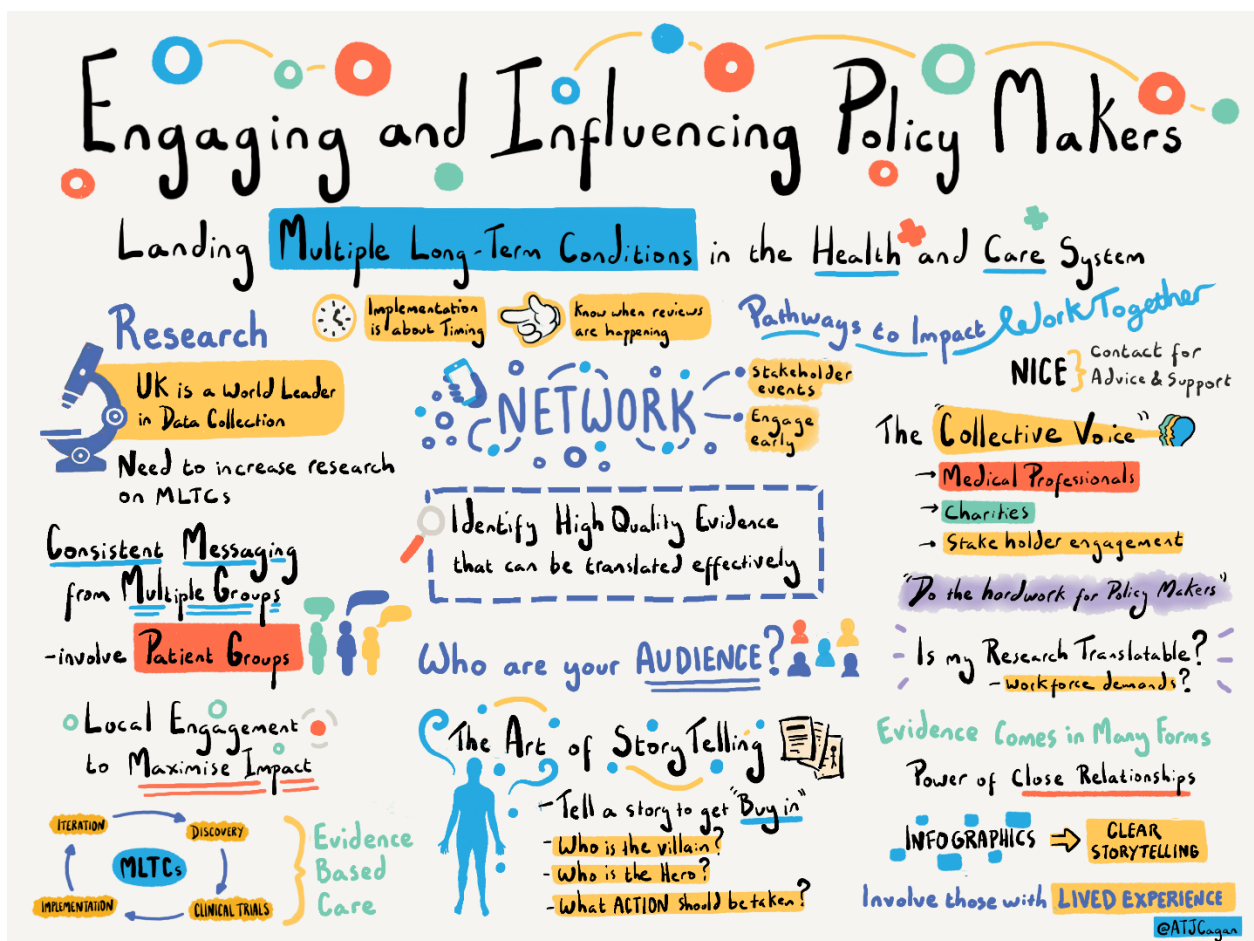 Engaging and Influencing Policy Makers
Landing Multiple Long-Term Conditions in the Health and Care System
Research
UK is a World Leader
in Data Collection
Need to increase research
on MLTCs
Consistent Messaging
from Multiple Groups
-involve Patient Groups
Local Engagement
to Maximise Impact
ITERATION
DISCOVERY
MLTCs
IMPLEMENTATION
CLINICAL TRIALS
Evidence
Based
Care
Implementation
is about Timing
Know when reviews
are happening
NETWORK
Stakeholder
events
Engage
early
Identify High Quality Evidence
that can be translated effectively
Who are your AUDIENCE?
The Art of StoryTelling
- Tell a story to get "Buy in"
- Who is the villain?
- Who is the Hero?
- What ACTION should be taken?
Pathways to Impact
Work Together
NICE } Contact for
Advice & Support
The "Collective Voice"
→ Medical Professionals
→ Charities
→ Stake holder engagement
"Do the hardwork for Policy Makers"
Is my Research Translatable?
- workforce demands?
Evidence Comes in Many Forms
Power of Close Relationships
INFOGRAPHICS ⇒ CLEAR
STORYTELLING
Involve those with LIVED EXPERIENCE
@ATJCagan